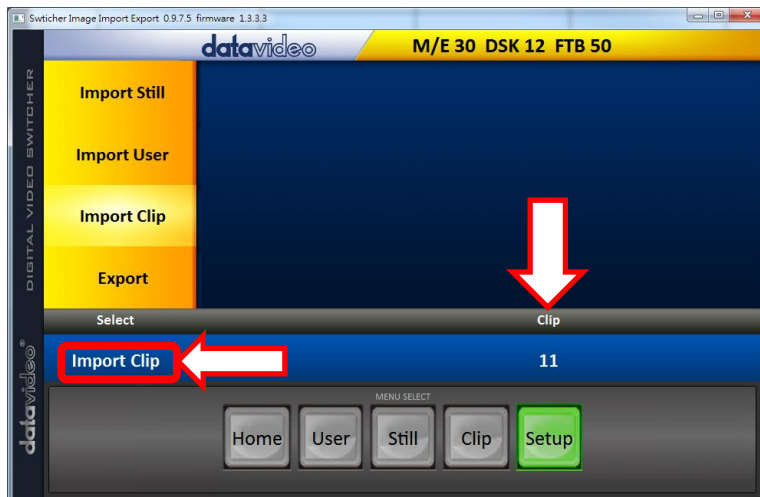 Swticher Image Import Export 0.9.7.5 firmware 1.3.3.3
datavideo
M/E 30 DSK 12 FTB 50
DIGITAL VIDEO SWITCHER
Import Still
Import User
Import Clip
Export
Select
Clip
Import Clip
11
datavideo®
MENU SELECT
Home
User
Still
Clip
Setup